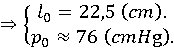 ⇒ { l₀ = 22,5 (cm).
p₀ ≈ 76 (cmHg).